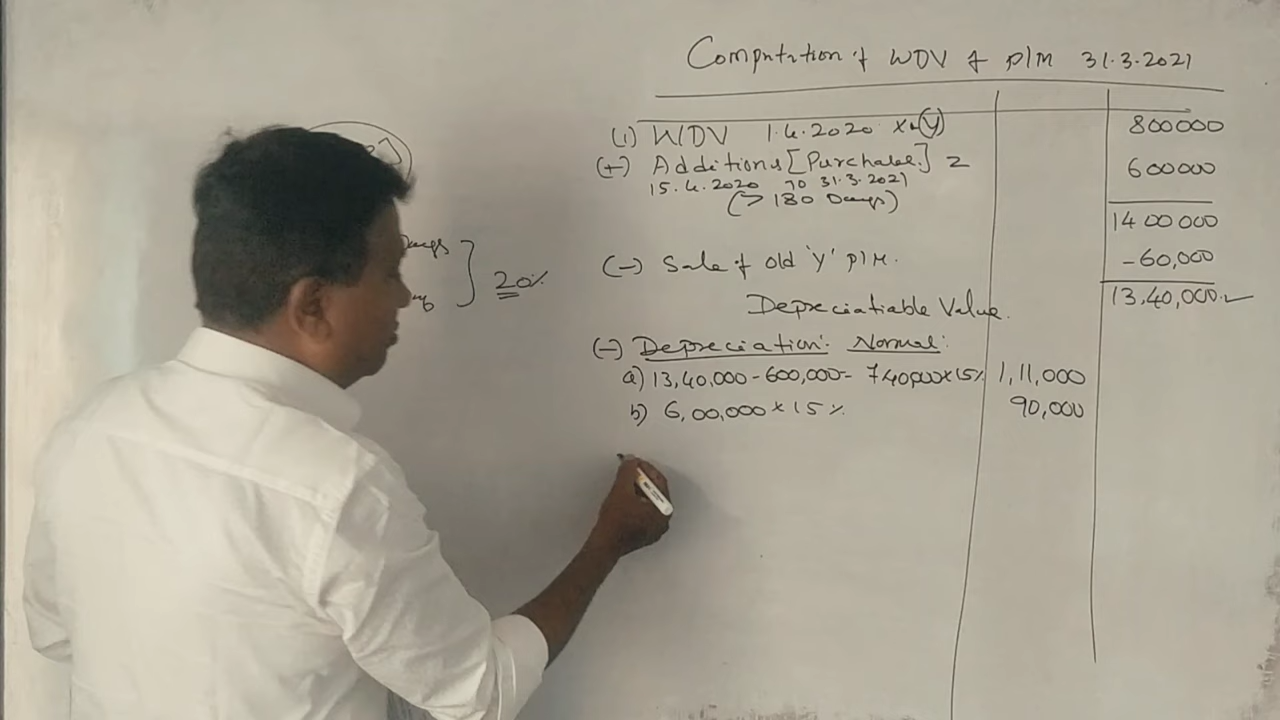 Computation of WDV of P/M 31.3.2021
(1) WDV 1.4.2020 X+(Y) 800000
(+) Additions [Purchase.] Z 600000
15.4.2020 to 31.3.2021
(> 180 Days)
1400000
(-) Sale of old 'Y' P/M. -60,000
Depreciatiable Value. 13,40,000.
(-) Depreciation: Normal:
a) 13,40,000-600,000- 740,000x15% 1,11,000
b) 6,00,000 x 15% 90,000
Days
20%